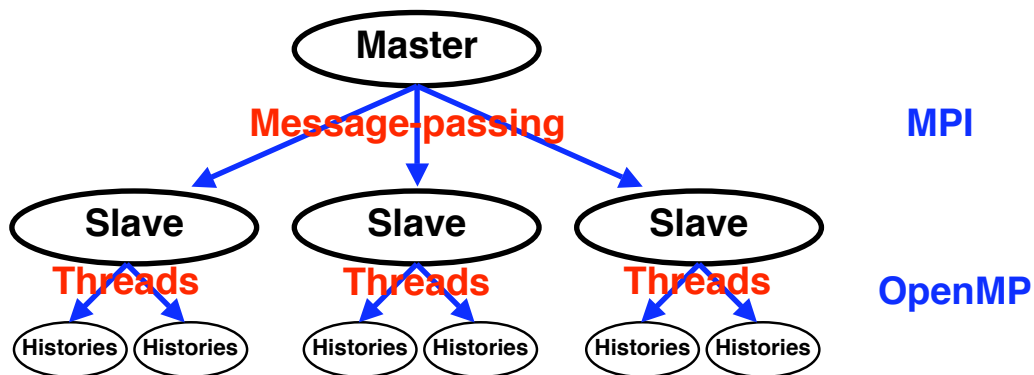 Master
Message-passing
MPI
Slave Slave Slave
Threads Threads Threads
OpenMP
Histories Histories Histories Histories Histories Histories